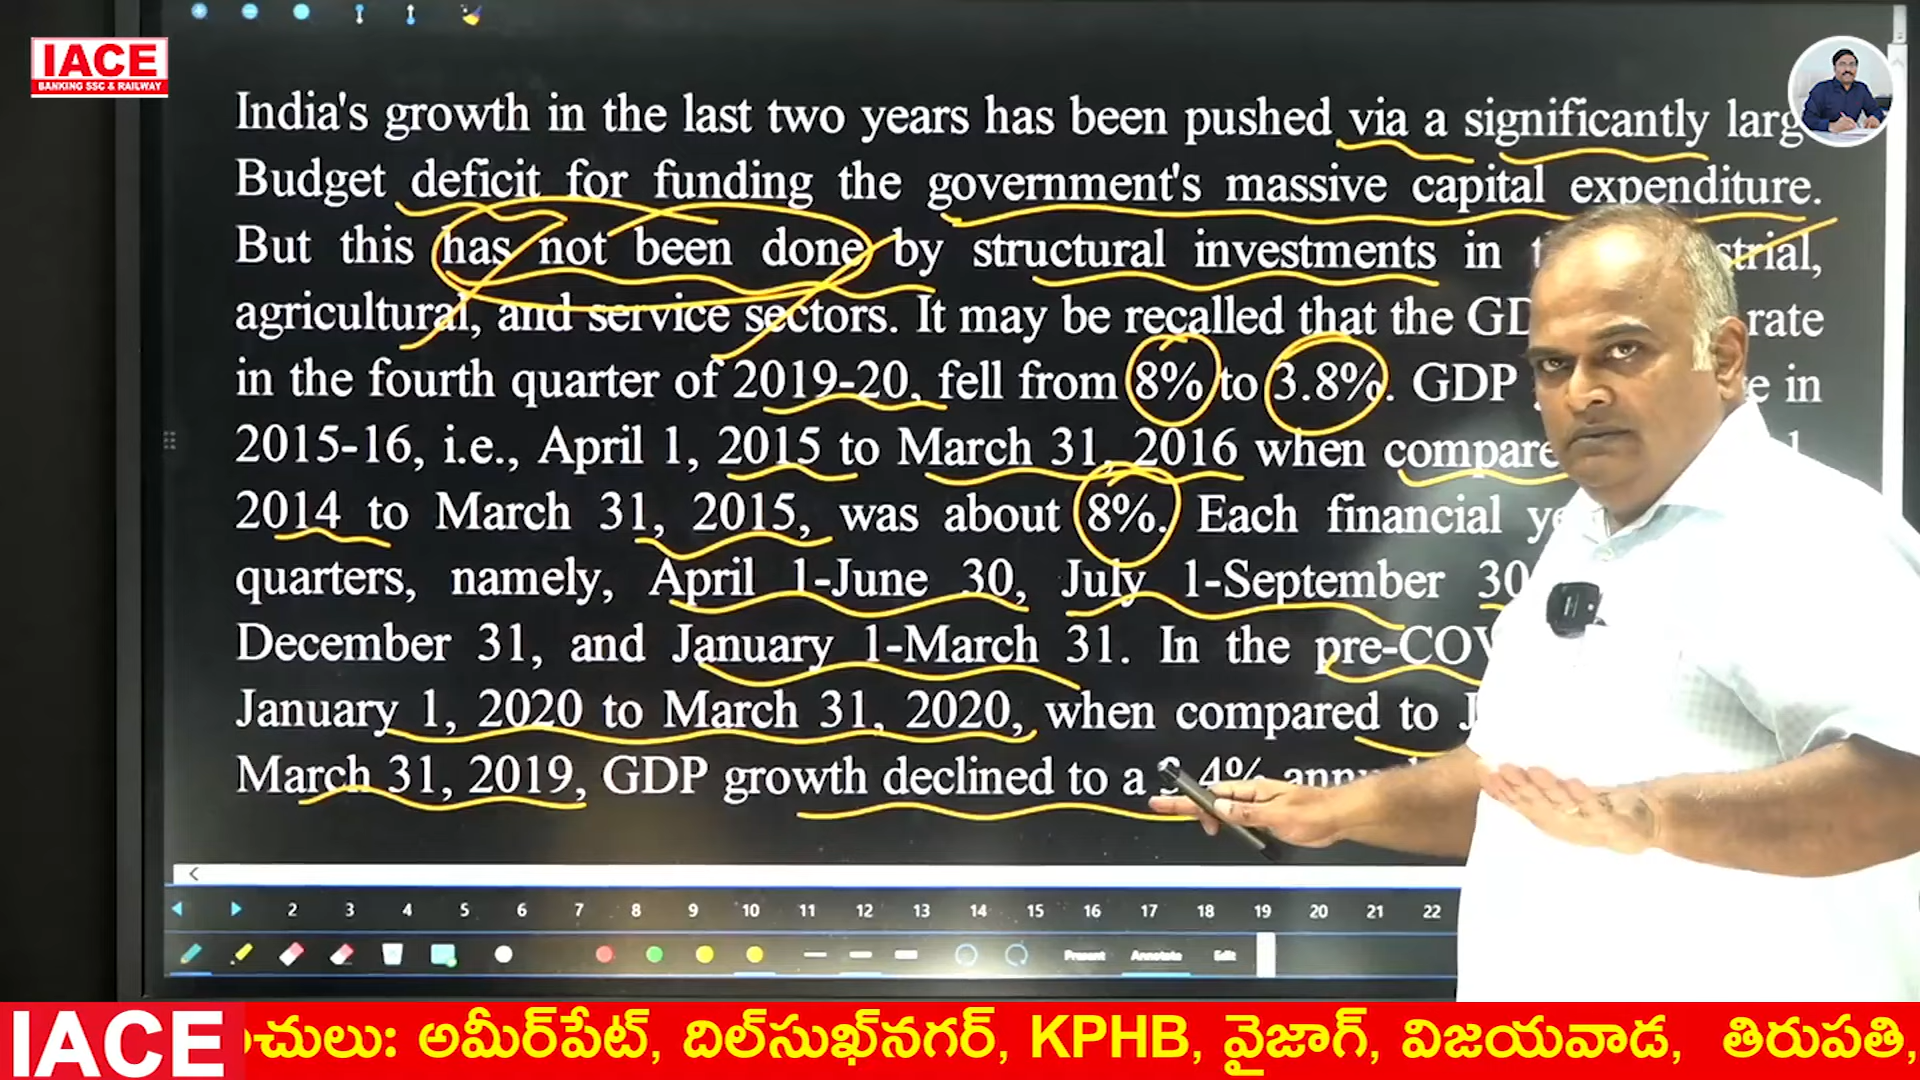 IACE
BANKING SSC & RAILWAY
India's growth in the last two years has been pushed via a significantly
Budget deficit for funding the government's massive capital expenditure.
But this has not been done by structural investments in
agricultural, and service sectors. It may be recalled that the rate
in the fourth quarter of 2019-20, fell from 8% to 3.8%. GDP in
2015-16, i.e., April 1, 2015 to March 31, 2016 when
2014 to March 31, 2015, was about 8%. Each financial
quarters, namely, April 1-June 30, July 1-September 30
December 31, and January 1-March 31. In the
January 1, 2020 to March 31, 2020, when compared to
March 31, 2019, GDP growth declined to a
2 3 4 5 6 7 8 9 10 11 12 13 14 15 16 17 18 19 20 21 22
Present Annotate Edit
IACE
అమీర్‌పేట్, దిల్‌సుఖ్‌నగర్, KPHB, వైజాగ్, విజయవాడ, తిరుపతి,